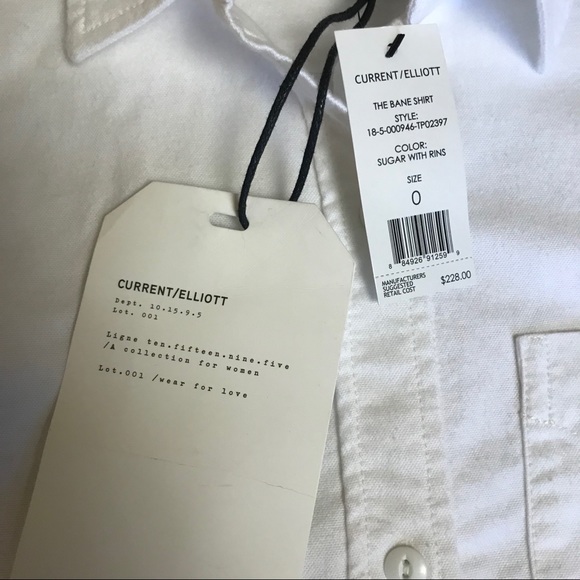 CURRENT/ELLIOTT
THE BANE SHIRT
STYLE:
18-5-000946-TP02397
COLOR:
SUGAR WITH RINS
SIZE
0
8 84926 91259 9
MANUFACTURERS
SUGGESTED
RETAIL COST
$228.00
CURRENT/ELLIOTT
Dept. 10.15.9.5
Lot. 001
Ligne ten.fifteen.nine.five
/A collection for women
Lot.001 /wear for love